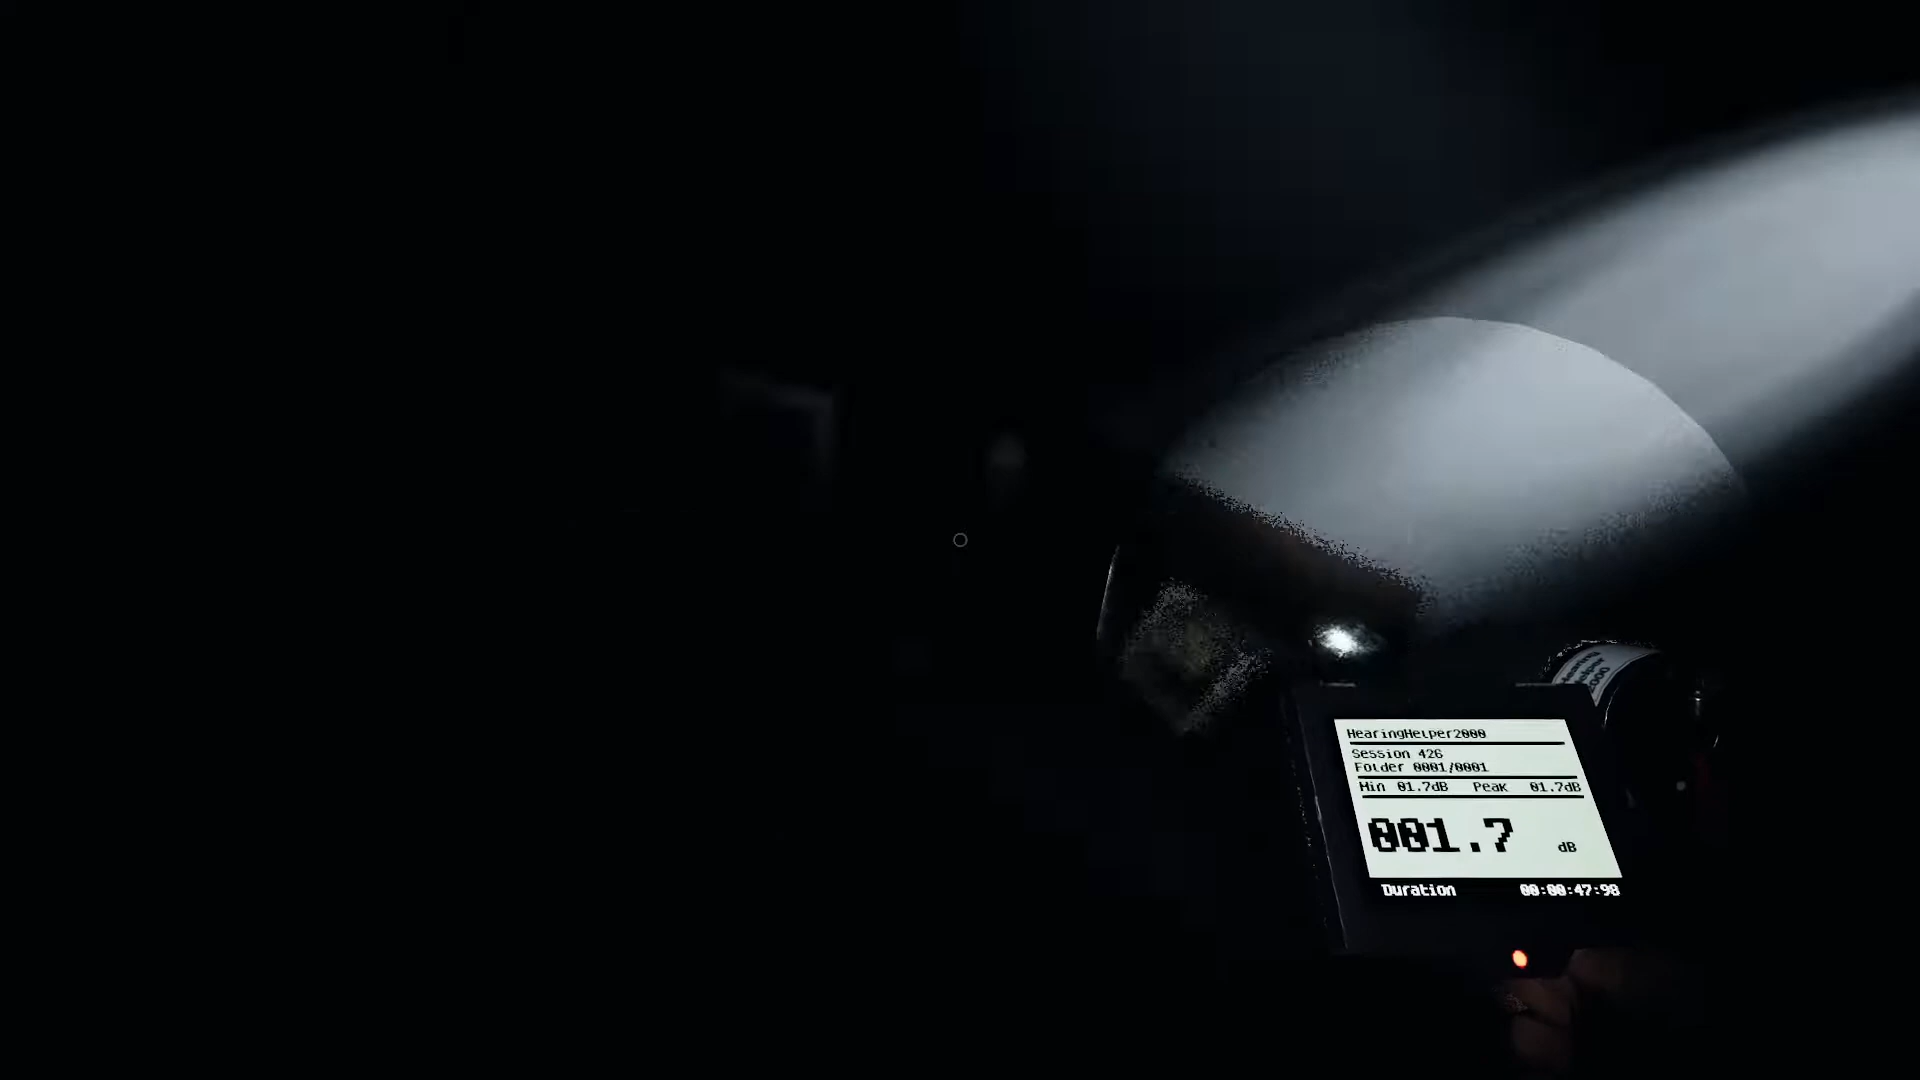 HearingHelper2000
Session 426
Folder 0001/0001
Min 01.7dB Peak 01.7dB
001.7 dB
Duration 00:00:47:98